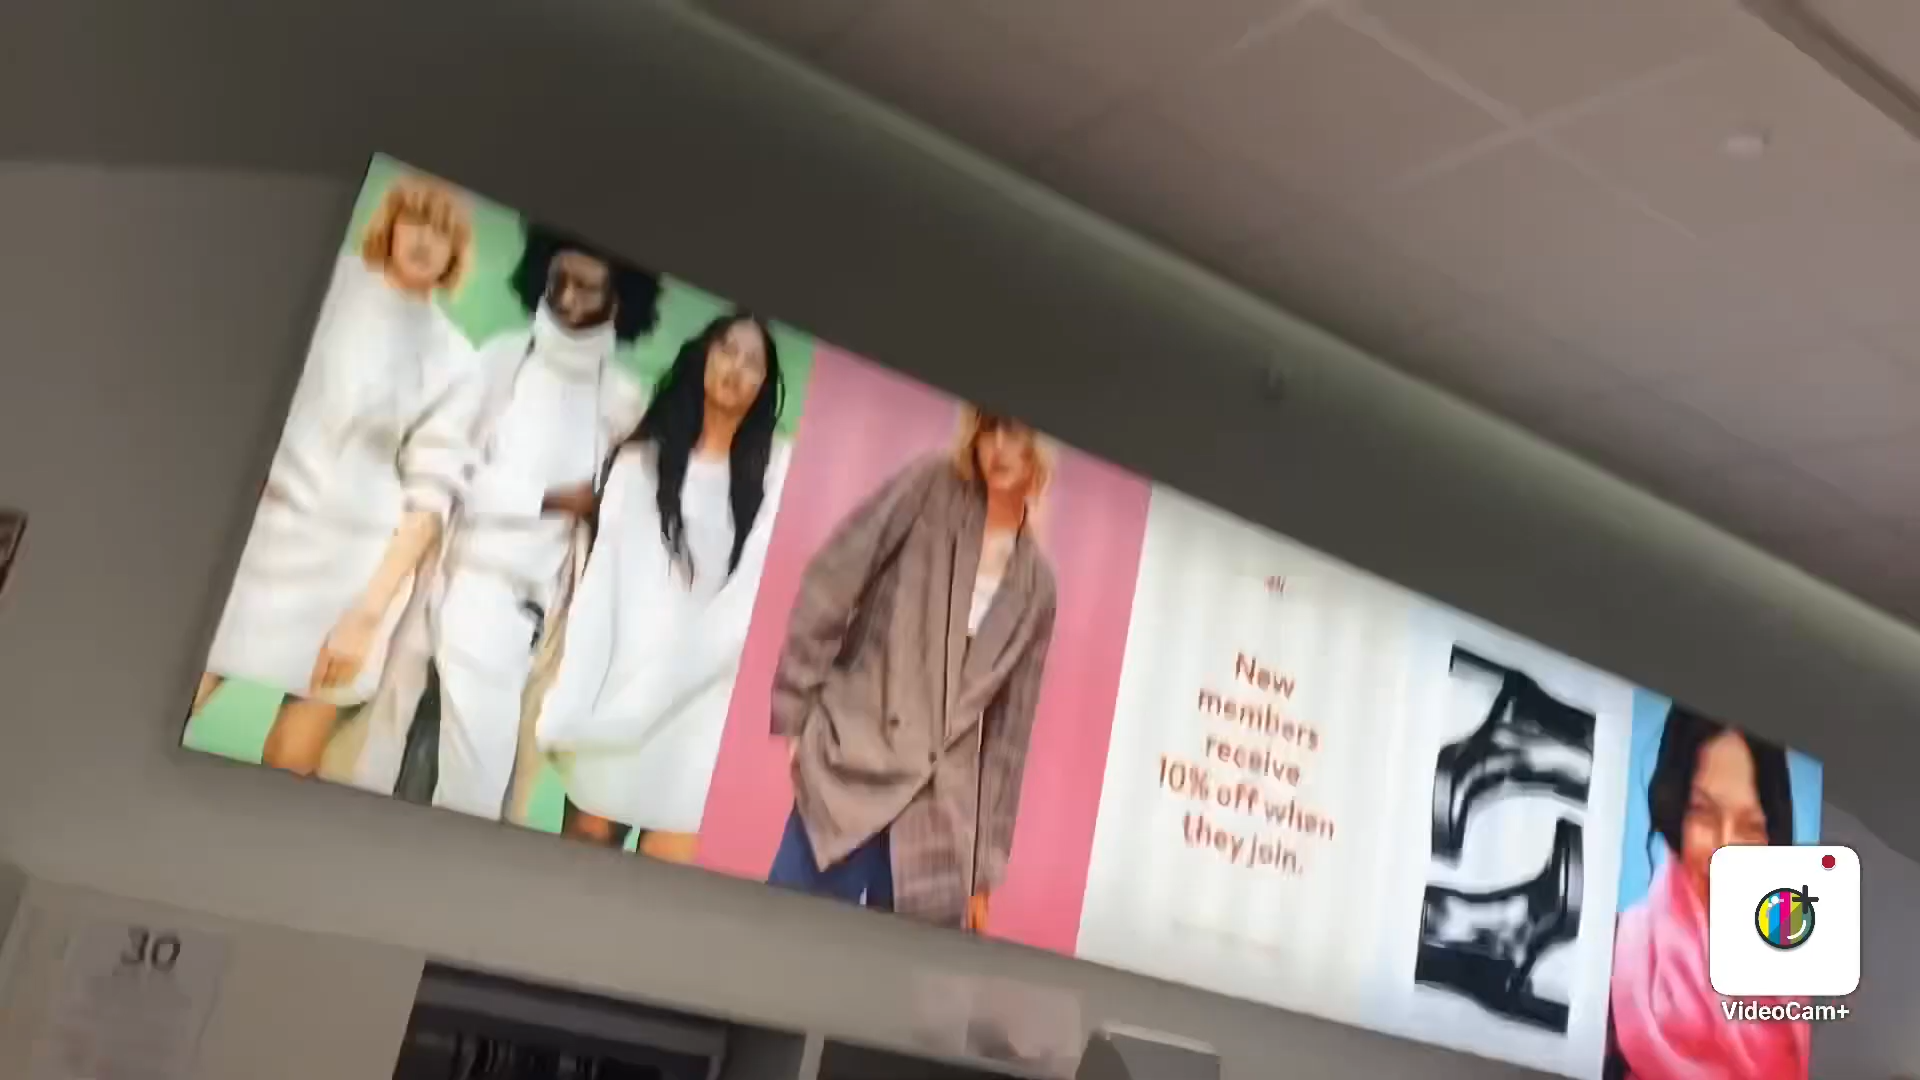 New
members
receive
10% off when
they join.
30
VideoCam+